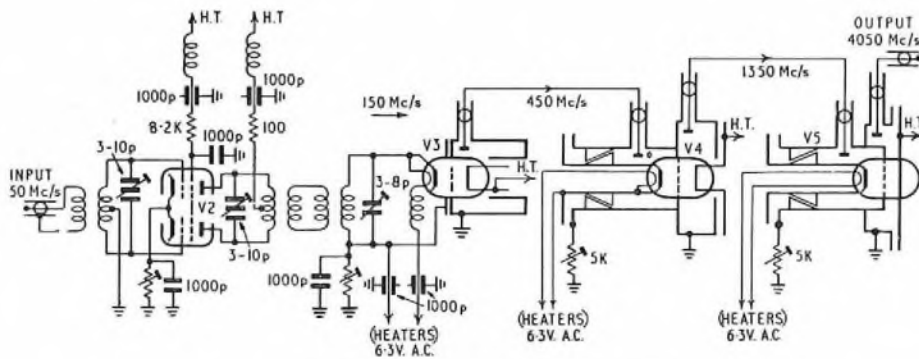 H.T.
H.T.
1000p
1000p
8·2K
1000p
100
3-10p
INPUT
50 Mc/s
V2
3-10p
1000p
150 Mc/s
3-8p
1000p
1000p
(HEATERS)
6·3V. A.C.
V3
450 Mc/s
H.T.
V4
5K
(HEATERS)
6·3V. A.C.
1350 Mc/s
H.T.
V5
5K
(HEATERS)
6·3V. A.C.
OUTPUT
4050 Mc/s
H.T.